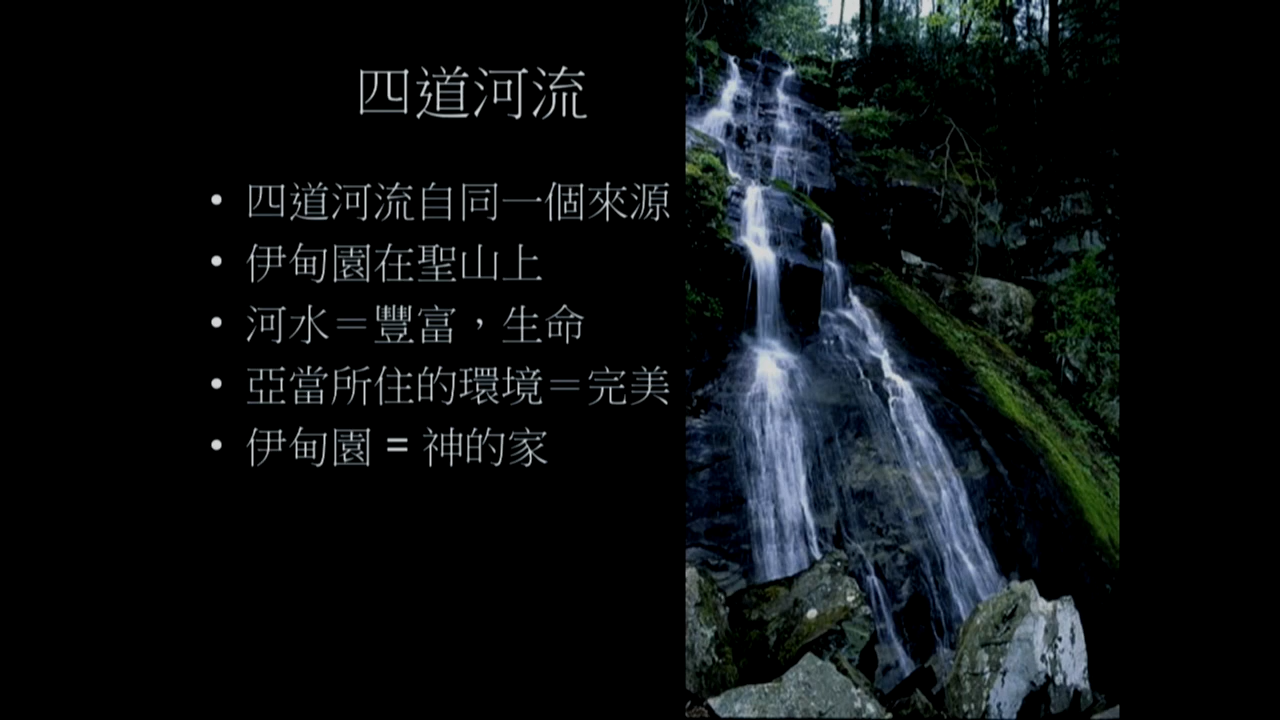 四道河流
• 四道河流自同一個來源
• 伊甸園在聖山上
• 河水＝豐富，生命
• 亞當所住的環境＝完美
• 伊甸園 = 神的家